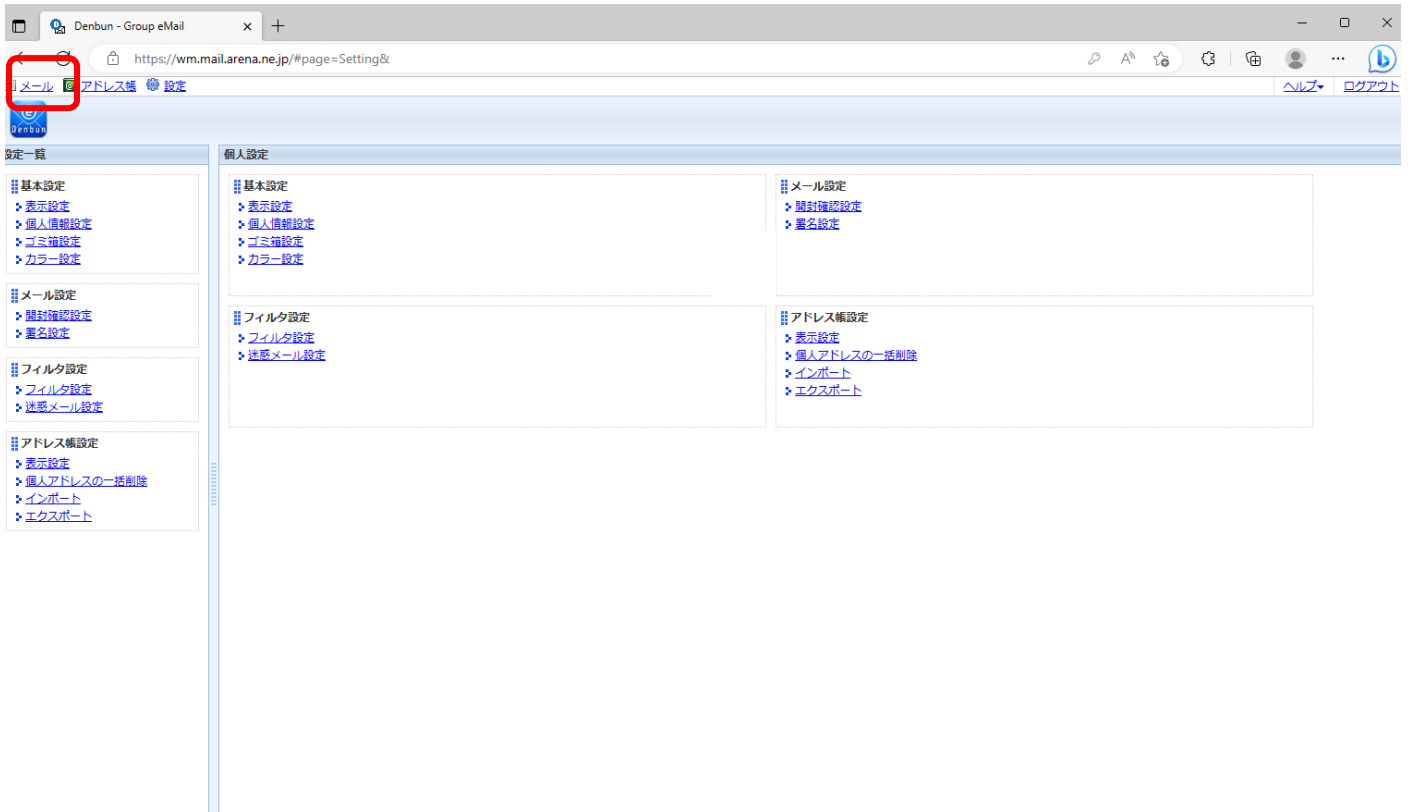 Denbun - Group eMail
https://wm.mail.arena.ne.jp/#page=Setting&
メール アドレス帳 設定 ヘルプ▾ ログアウト
Denbun
設定一覧
基本設定
表示設定
個人情報設定
ゴミ箱設定
カラー設定
メール設定
開封確認設定
署名設定
フィルタ設定
フィルタ設定
迷惑メール設定
アドレス帳設定
表示設定
個人アドレスの一括削除
インポート
エクスポート
個人設定
基本設定
表示設定
個人情報設定
ゴミ箱設定
カラー設定
メール設定
開封確認設定
署名設定
フィルタ設定
フィルタ設定
迷惑メール設定
アドレス帳設定
表示設定
個人アドレスの一括削除
インポート
エクスポート